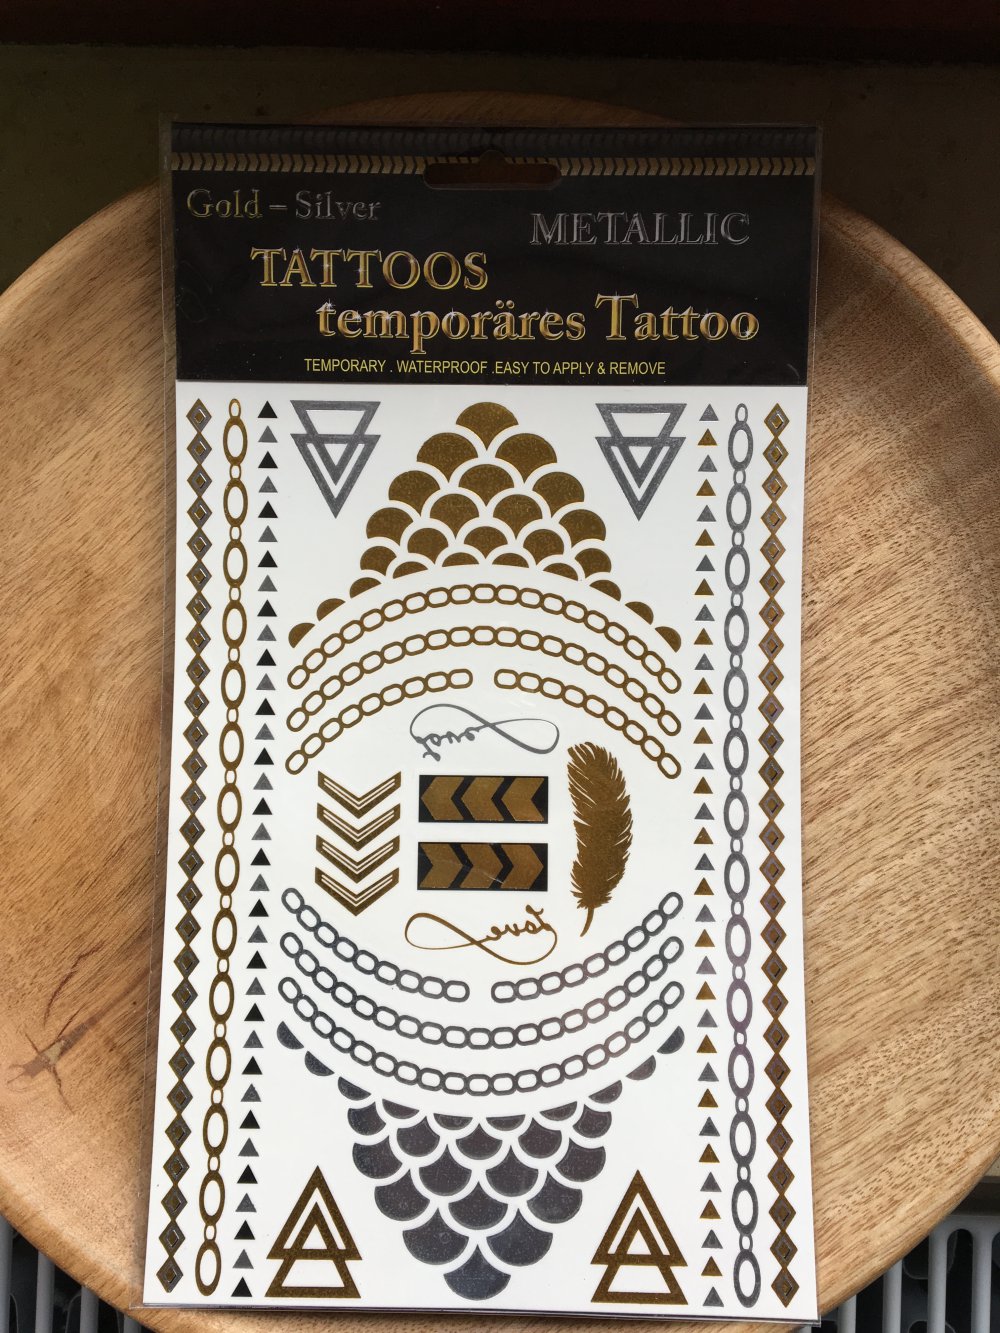 Gold – Silver
METALLIC
TATTOOS
temporäres Tattoo
TEMPORARY . WATERPROOF .EASY TO APPLY & REMOVE
love
love